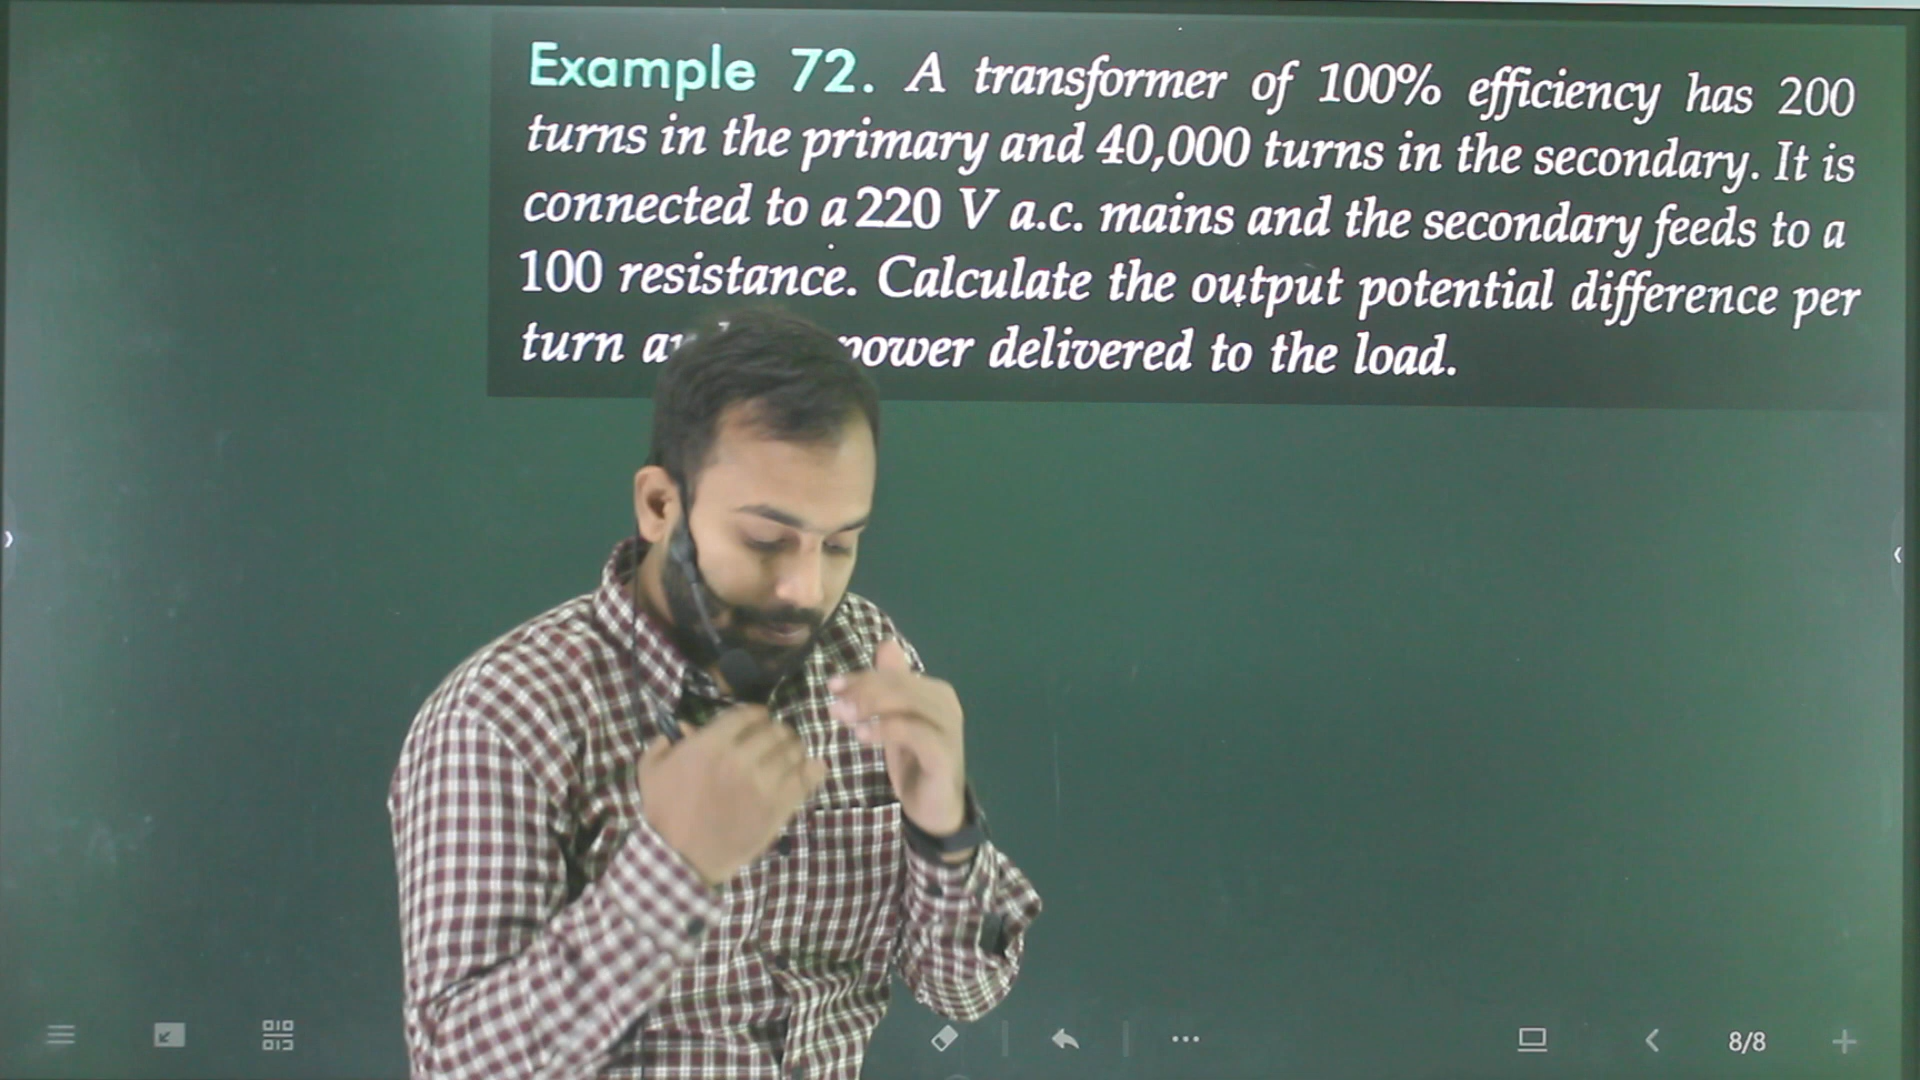 Example 72. A transformer of 100% efficiency has 200
turns in the primary and 40,000 turns in the secondary. It is
connected to a 220 V a.c. mains and the secondary feeds to a
100 resistance. Calculate the output potential difference per
turn power delivered to the load.
8/8